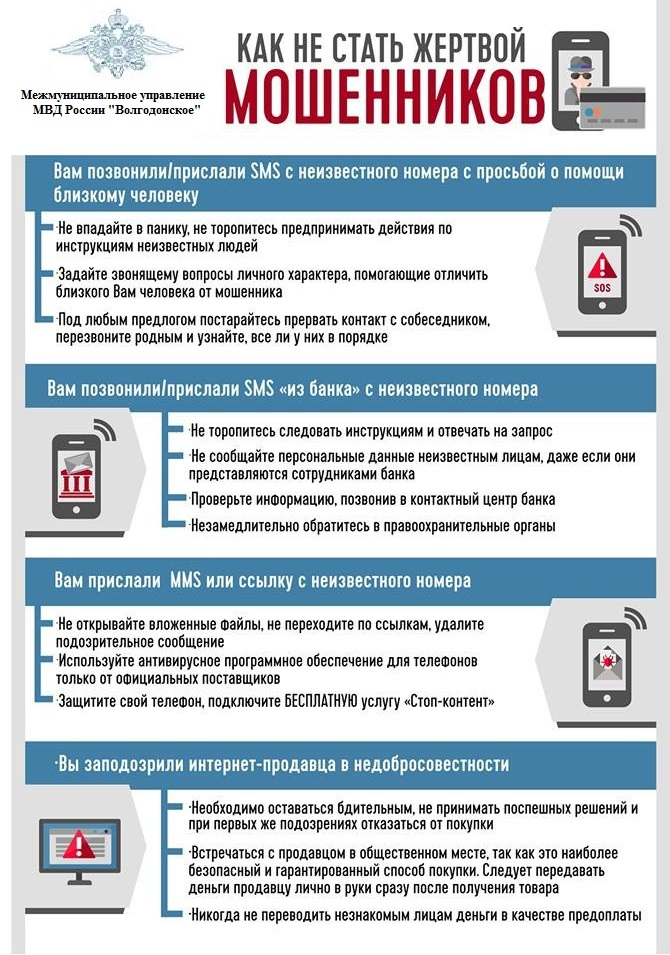 Межмуниципальное управление
МВД России "Волгодонское"
КАК НЕ СТАТЬ ЖЕРТВОЙ
МОШЕННИКОВ
Вам позвонили/прислали SMS с неизвестного номера с просьбой о помощи
близкому человеку
·Не впадайте в панику, не торопитесь предпринимать действия по
инструкциям неизвестных людей
·Задайте звонящему вопросы личного характера, помогающие отличить
близкого Вам человека от мошенника
·Под любым предлогом постарайтесь прервать контакт с собеседником,
перезвоните родным и узнайте, все ли у них в порядке
SOS
Вам позвонили/прислали SMS «из банка» с неизвестного номера
·Не торопитесь следовать инструкциям и отвечать на запрос
·Не сообщайте персональные данные неизвестным лицам, даже если они
представляются сотрудниками банка
·Проверьте информацию, позвонив в контактный центр банка
·Незамедлительно обратитесь в правоохранительные органы
Вам прислали MMS или ссылку с неизвестного номера
·Не открывайте вложенные файлы, не переходите по ссылкам, удалите
подозрительное сообщение
·Используйте антивирусное программное обеспечение для телефонов
только от официальных поставщиков
·Защитите свой телефон, подключите БЕСПЛАТНУЮ услугу «Стоп-контент»
·Вы заподозрили интернет-продавца в недобросовестности
·Необходимо оставаться бдительным, не принимать поспешных решений и
при первых же подозрениях отказаться от покупки
·Встречаться с продавцом в общественном месте, так как это наиболее
безопасный и гарантированный способ покупки. Следует передавать
деньги продавцу лично в руки сразу после получения товара
·Никогда не переводить незнакомым лицам деньги в качестве предоплаты